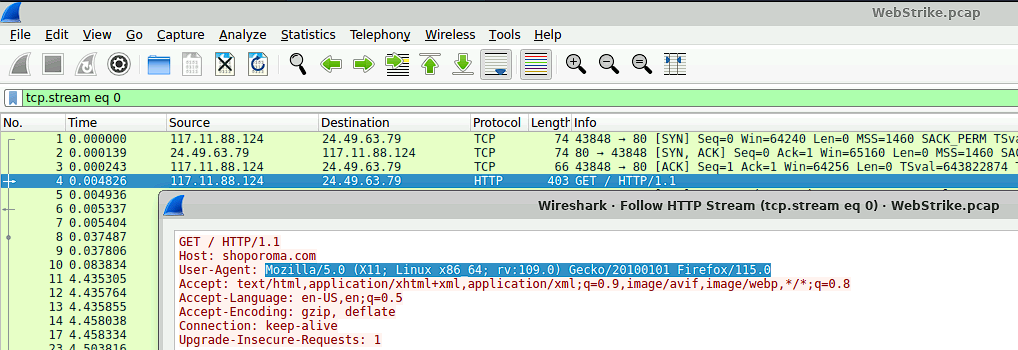 WebStrike.pcap
File Edit View Go Capture Analyze Statistics Telephony Wireless Tools Help
tcp.stream eq 0
No. Time Source Destination Protocol Length Info
1 0.000000 117.11.88.124 24.49.63.79 TCP 74 43848 → 80 [SYN] Seq=0 Win=64240 Len=0 MSS=1460 SACK_PERM TSva
2 0.000139 24.49.63.79 117.11.88.124 TCP 74 80 → 43848 [SYN, ACK] Seq=0 Ack=1 Win=65160 Len=0 MSS=1460 SAC
3 0.000243 117.11.88.124 24.49.63.79 TCP 66 43848 → 80 [ACK] Seq=1 Ack=1 Win=64256 Len=0 TSval=643822874 T
4 0.004826 117.11.88.124 24.49.63.79 HTTP 403 GET / HTTP/1.1
5 0.004936
6 0.005337
7 0.005404
8 0.037487
9 0.037806
10 0.083834
11 4.435305
12 4.435764
13 4.435855
14 4.458038
17 4.458334
23 4.503816
Wireshark · Follow HTTP Stream (tcp.stream eq 0) · WebStrike.pcap
GET / HTTP/1.1
Host: shoporoma.com
User-Agent: Mozilla/5.0 (X11; Linux x86_64; rv:109.0) Gecko/20100101 Firefox/115.0
Accept: text/html,application/xhtml+xml,application/xml;q=0.9,image/avif,image/webp,*/*;q=0.8
Accept-Language: en-US,en;q=0.5
Accept-Encoding: gzip, deflate
Connection: keep-alive
Upgrade-Insecure-Requests: 1